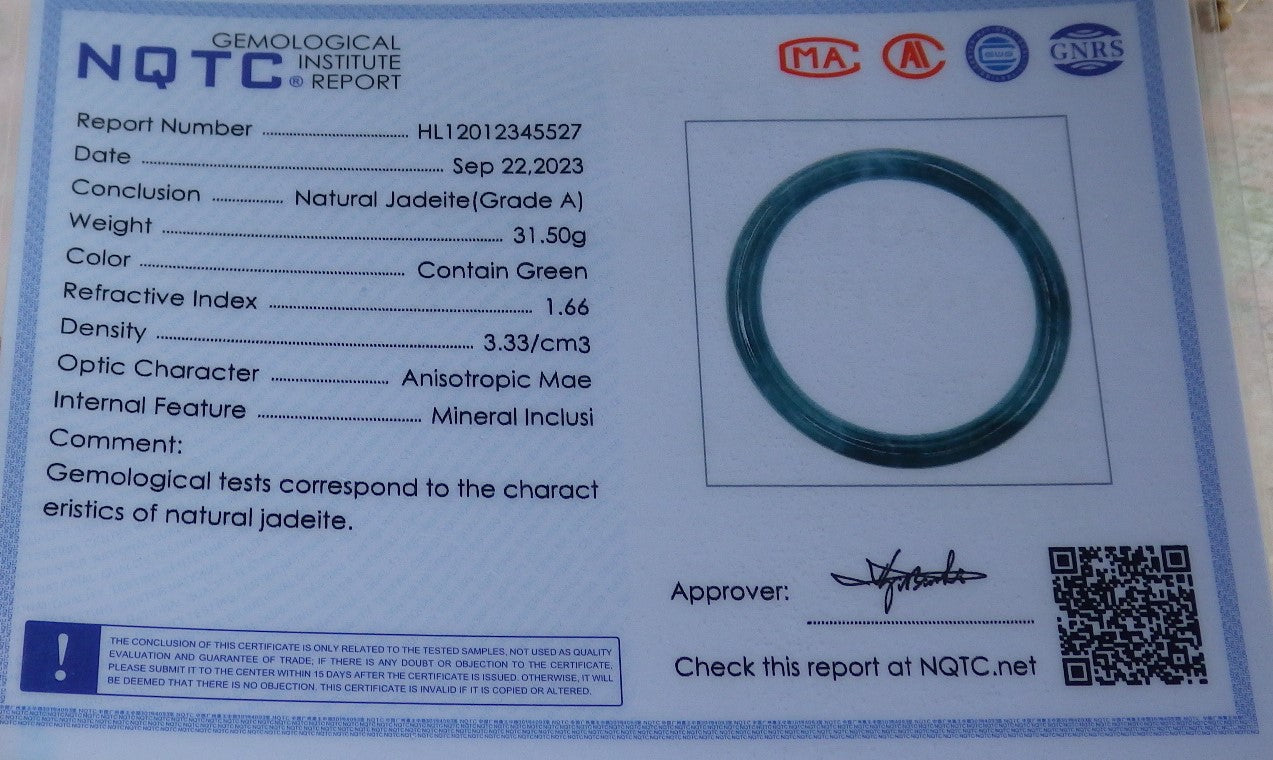 NQTC® GEMOLOGICAL INSTITUTE REPORT
MA
GNRS
Report Number HL12012345527
Date Sep 22,2023
Conclusion Natural Jadeite(Grade A)
Weight 31.50g
Color Contain Green
Refractive Index 1.66
Density 3.33/cm3
Optic Character Anisotropic Mae
Internal Feature Mineral Inclusi
Comment:
Gemological tests correspond to the charact
eristics of natural jadeite.
Approver:
Check this report at NQTC.net
!
THE CONCLUSION OF THIS CERTIFICATE IS ONLY RELATED TO THE TESTED SAMPLES, NOT USED AS QUALITY
EVALUATION AND GUARANTEE OF TRADE; IF THERE IS ANY DOUBT OR OBJECTION TO THE CERTIFICATE,
PLEASE SUBMIT IT TO THE CENTER WITHIN 15 DAYS AFTER THE CERTIFICATE IS ISSUED. OTHERWISE, IT WILL
BE DEEMED THAT THERE IS NO OBJECTION. THIS CERTIFICATE IS INVALID IF IT IS COPIED OR ALTERED.